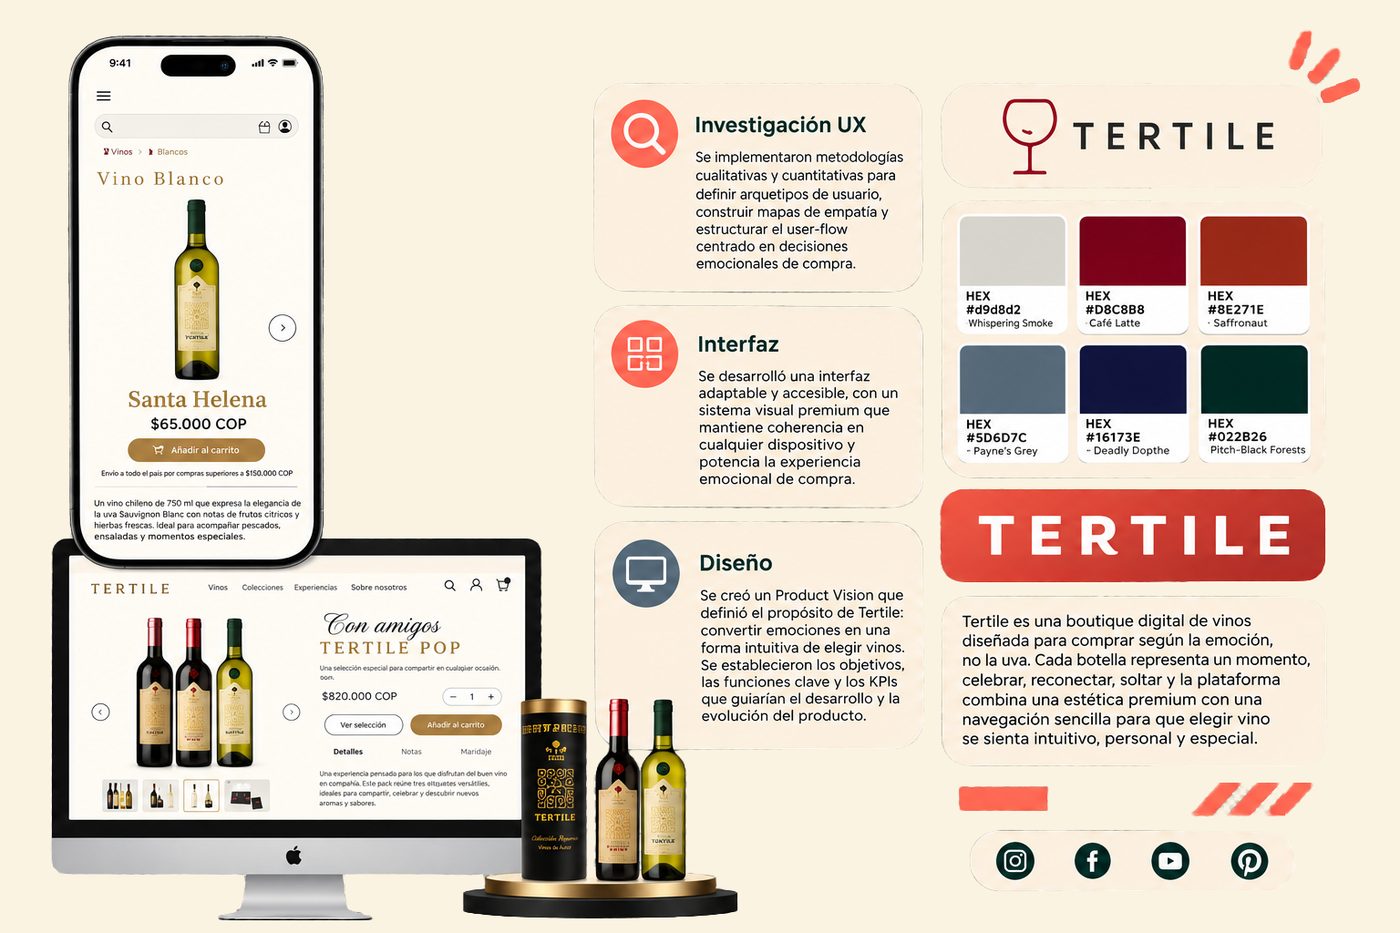 9:41
Vinos > Blancos
Vino Blanco
Santa Helena
$65.000 COP
Añadir al carrito
Envío a todo el país por compras superiores a $150.000 COP
Un vino chileno de 750 ml que expresa la elegancia de
la uva Sauvignon Blanc con notas de frutos cítricos y
hierbas frescas. Ideal para acompañar pescados,
ensaladas y momentos especiales.
TERTILE
Vinos
Colecciones
Experiencias
Sobre nosotros
Con amigos
TERTILE POP
Una selección especial para compartir en cualquier ocasión.
$820.000 COP
− 1 +
Ver selección
Añadir al carrito
Detalles
Notas
Maridaje
Una experiencia pensada para los que disfrutan del buen vino
en compañía. Este pack reúne tres etiquetas versátiles,
ideales para compartir, celebrar y descubrir nuevos
aromas y sabores.
TERTILE
Investigación UX
Se implementaron metodologías
cualitativas y cuantitativas para
definir arquetipos de usuario,
construir mapas de empatía y
estructurar el user-flow
centrado en decisiones
emocionales de compra.
Interfaz
Se desarrolló una interfaz
adaptable y accesible, con un
sistema visual premium que
mantiene coherencia en
cualquier dispositivo y
potencia la experiencia
emocional de compra.
Diseño
Se creó un Product Vision que
definió el propósito de Tertile:
convertir emociones en una
forma intuitiva de elegir vinos.
Se establecieron los objetivos,
las funciones clave y los KPIs
que guiarían el desarrollo y la
evolución del producto.
TERTILE
HEX
#d9d8d2
Whispering Smoke
HEX
#D8C8B8
· Café Latte
HEX
#8E271E
· Saffronaut
HEX
#5D6D7C
- Payne's Grey
HEX
#16173E
- Deadly Dopthe
HEX
#022B26
Pitch-Black Forests
TERTILE
Tertile es una boutique digital de vinos
diseñada para comprar según la emoción,
no la uva. Cada botella representa un momento,
celebrar, reconectar, soltar y la plataforma
combina una estética premium con una
navegación sencilla para que elegir vino
se sienta intuitivo, personal y especial.